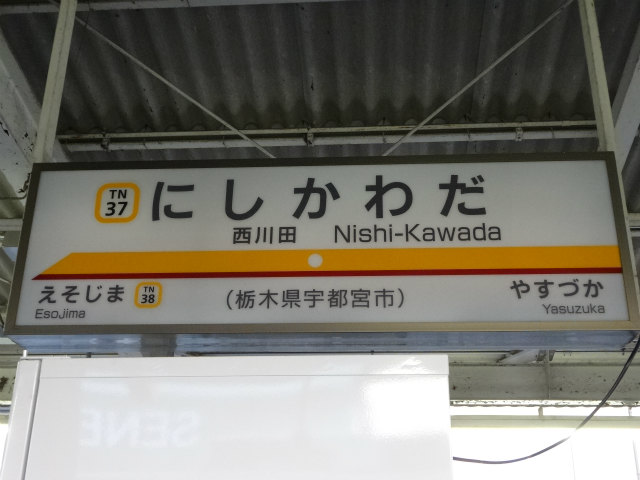 TN
37
にしかわだ
西川田 Nishi-Kawada
えそじま TN
38
Esojima
(栃木県宇都宮市)
やすづか
Yasuzuka
SENE